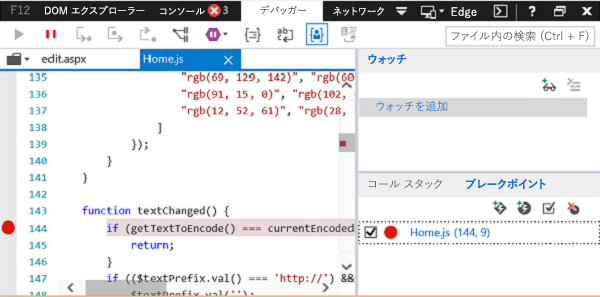 F12 DOM エクスプローラー コンソール 3 デバッガー ネットワーク Edge ?
ファイル内の検索 (Ctrl + F)
edit.aspx Home.js
ウォッチ
ウォッチを追加
135 "rgb(69, 129, 142)", "rgb(60
136 "rgb(91, 15, 0)", "rgb(102,
137 "rgb(12, 52, 61)", "rgb(28,
138 ]
139 });
140 }
141 }
142
143 function textChanged() {
144 if (getTextToEncode() === currentEncoded
145 return;
146 }
147 if (($textPrefix.val() === 'http://') &&
148 $textPrefix.val('');
コール スタック ブレークポイント
Home.js (144, 9)